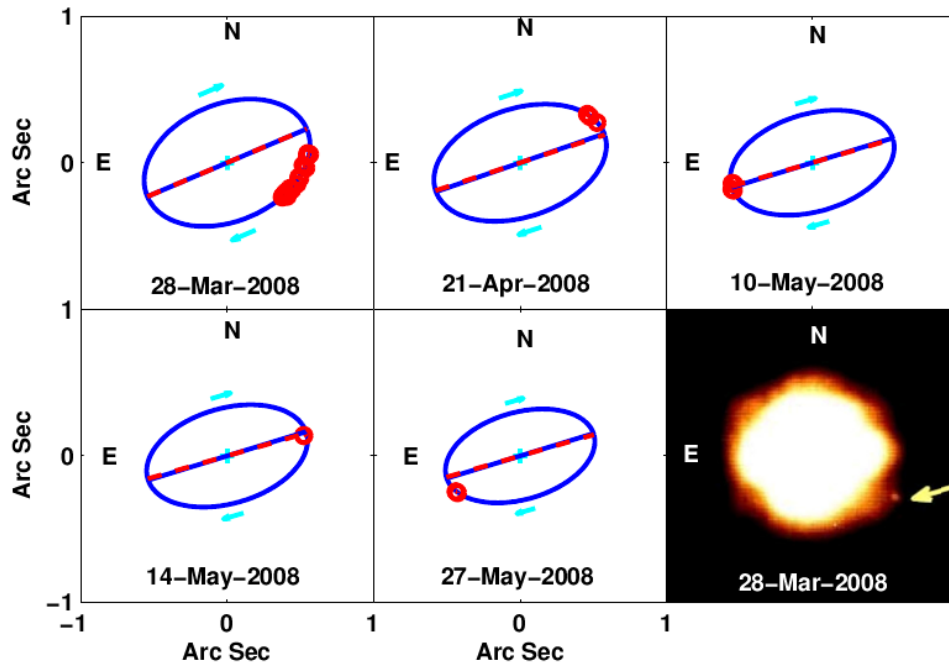 1
N
N
N
Arc Sec
0
E
E
E
28-Mar-2008
21-Apr-2008
10-May-2008
1
N
N
N
Arc Sec
0
E
E
E
14-May-2008
27-May-2008
28-Mar-2008
-1
-1
0
1
0
1
Arc Sec
Arc Sec